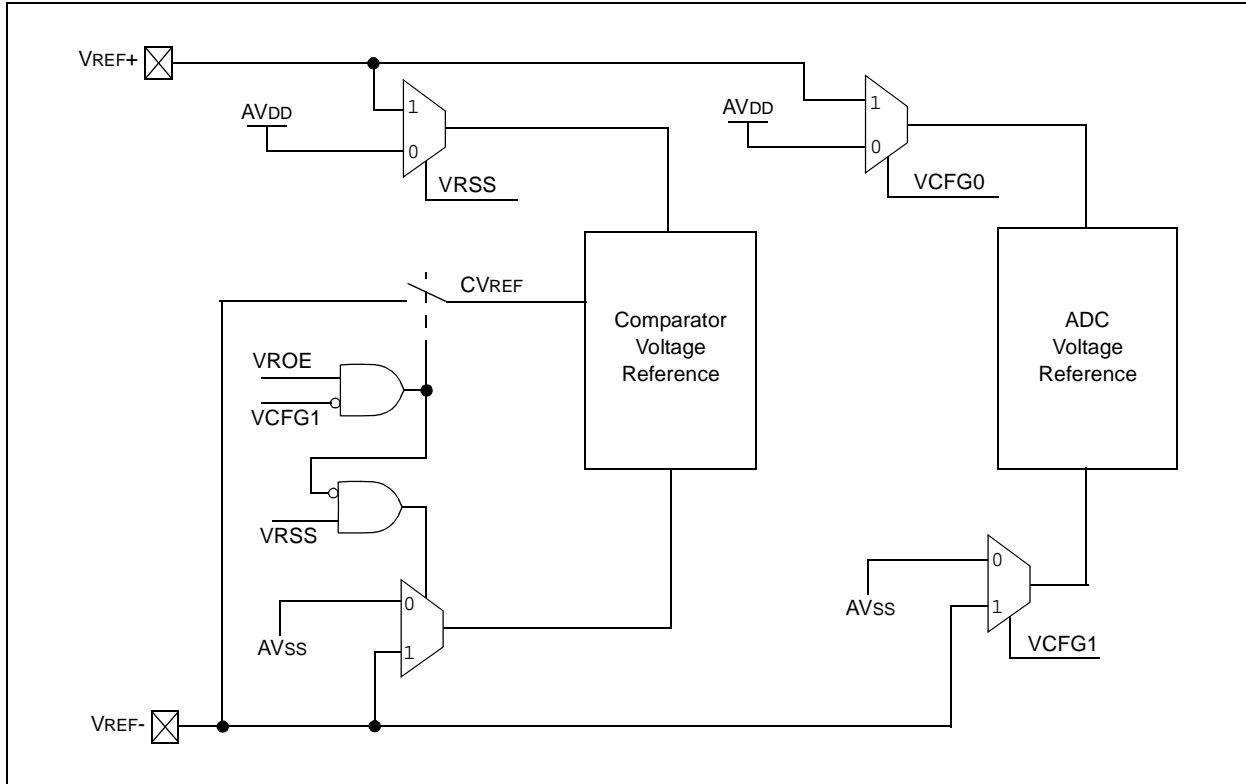 VREF+
AVDD
1
0
VRSS
AVDD
1
0
VCFG0
CVREF
Comparator
Voltage
Reference
ADC
Voltage
Reference
VROE
VCFG1
VRSS
AVSS
0
1
AVSS
0
1
VCFG1
VREF-